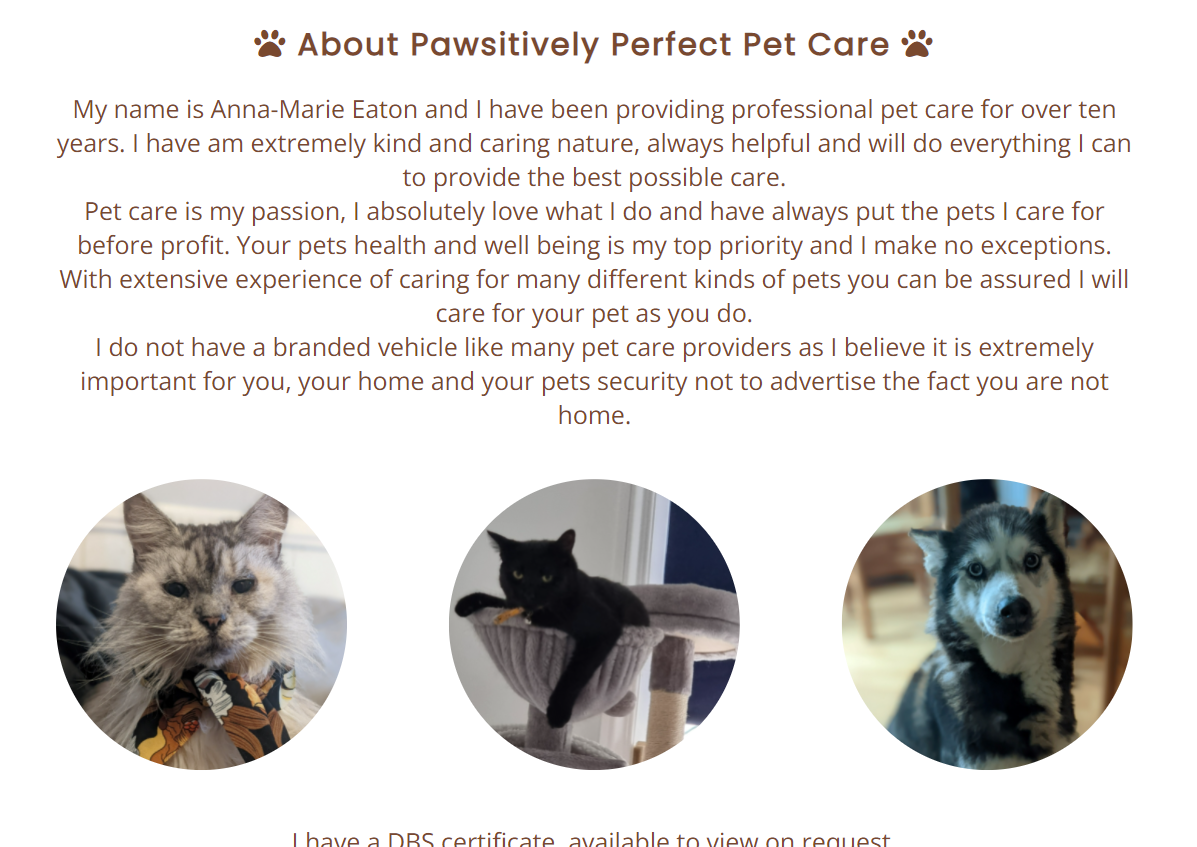 About Pawsitively Perfect Pet Care
My name is Anna-Marie Eaton and I have been providing professional pet care for over ten
years. I have am extremely kind and caring nature, always helpful and will do everything I can
to provide the best possible care.
Pet care is my passion, I absolutely love what I do and have always put the pets I care for
before profit. Your pets health and well being is my top priority and I make no exceptions.
With extensive experience of caring for many different kinds of pets you can be assured I will
care for your pet as you do.
I do not have a branded vehicle like many pet care providers as I believe it is extremely
important for you, your home and your pets security not to advertise the fact you are not
home.
I have a DBS certificate, available to view on request